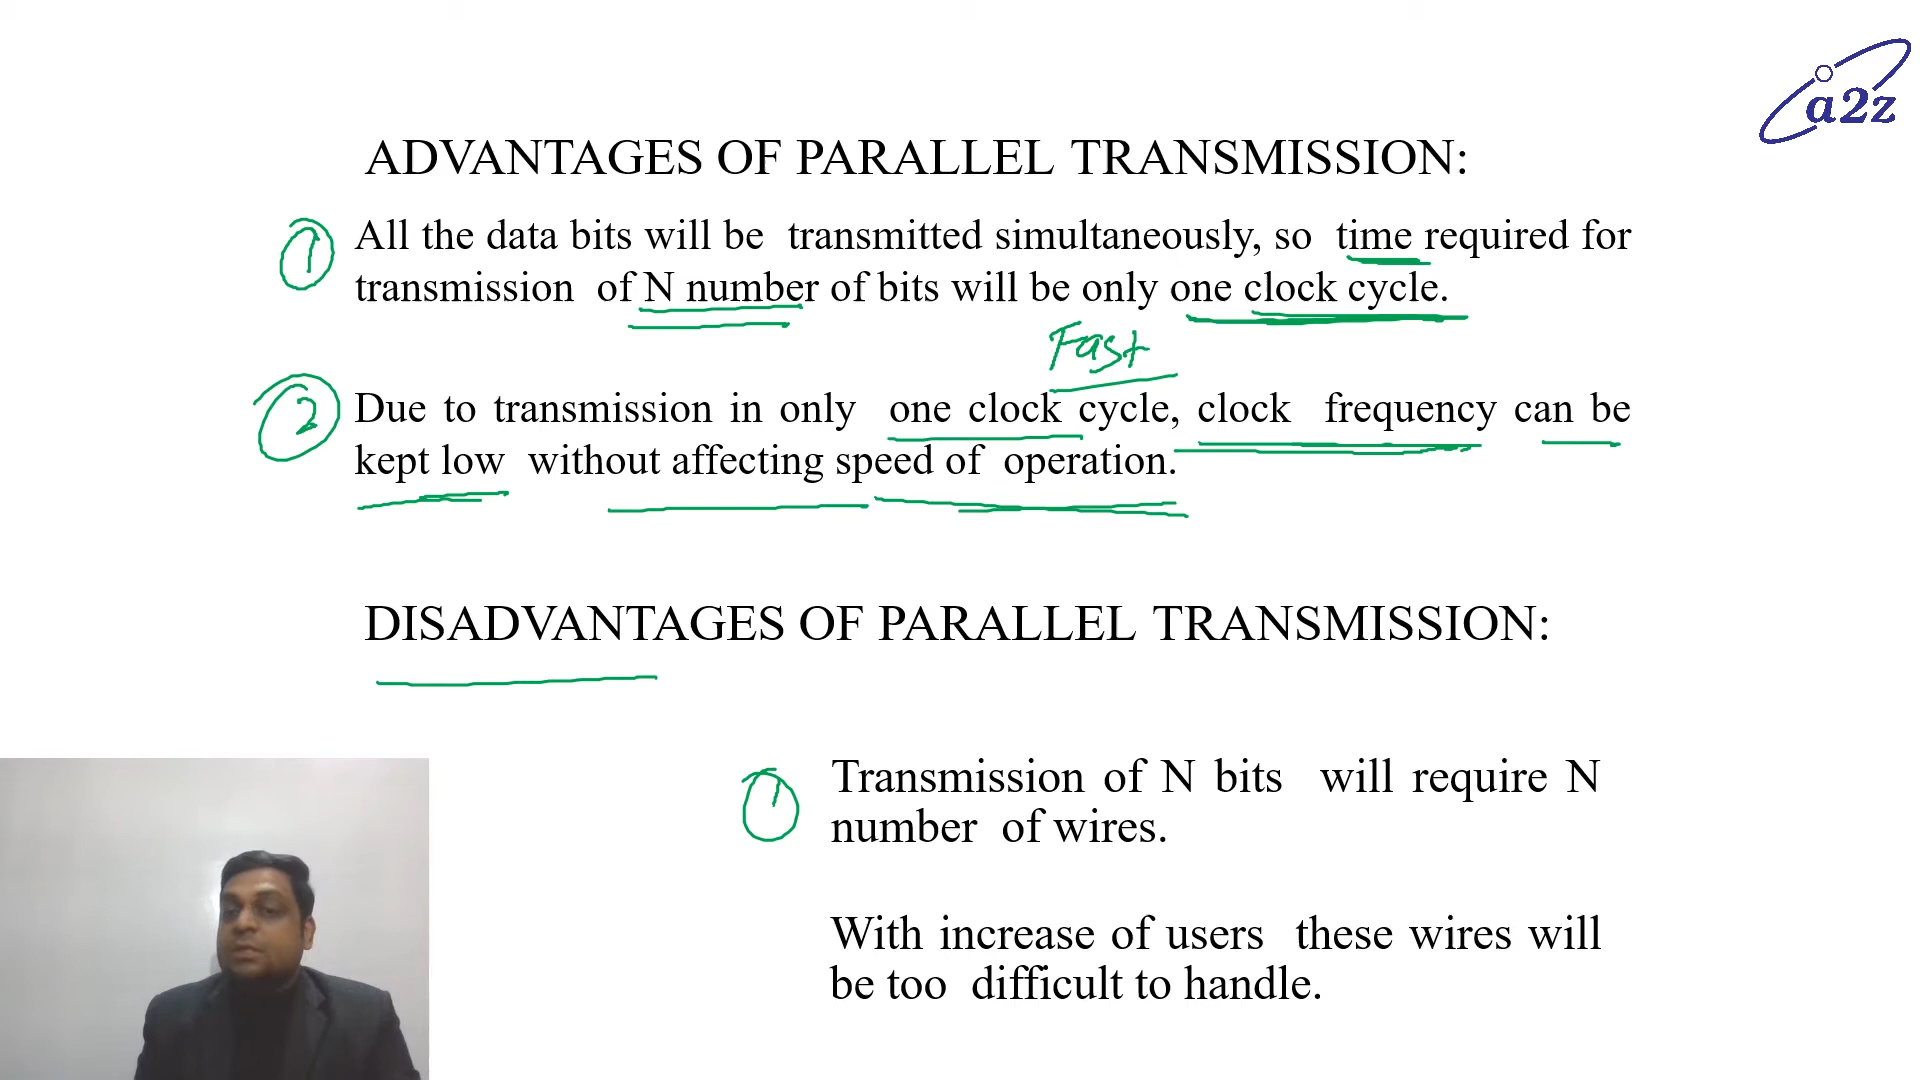 a2z
ADVANTAGES OF PARALLEL TRANSMISSION:
1 All the data bits will be transmitted simultaneously, so time required for
transmission of N number of bits will be only one clock cycle.
Fast
2 Due to transmission in only one clock cycle, clock frequency can be
kept low without affecting speed of operation.
DISADVANTAGES OF PARALLEL TRANSMISSION:
1 Transmission of N bits will require N
number of wires.
With increase of users these wires will
be too difficult to handle.